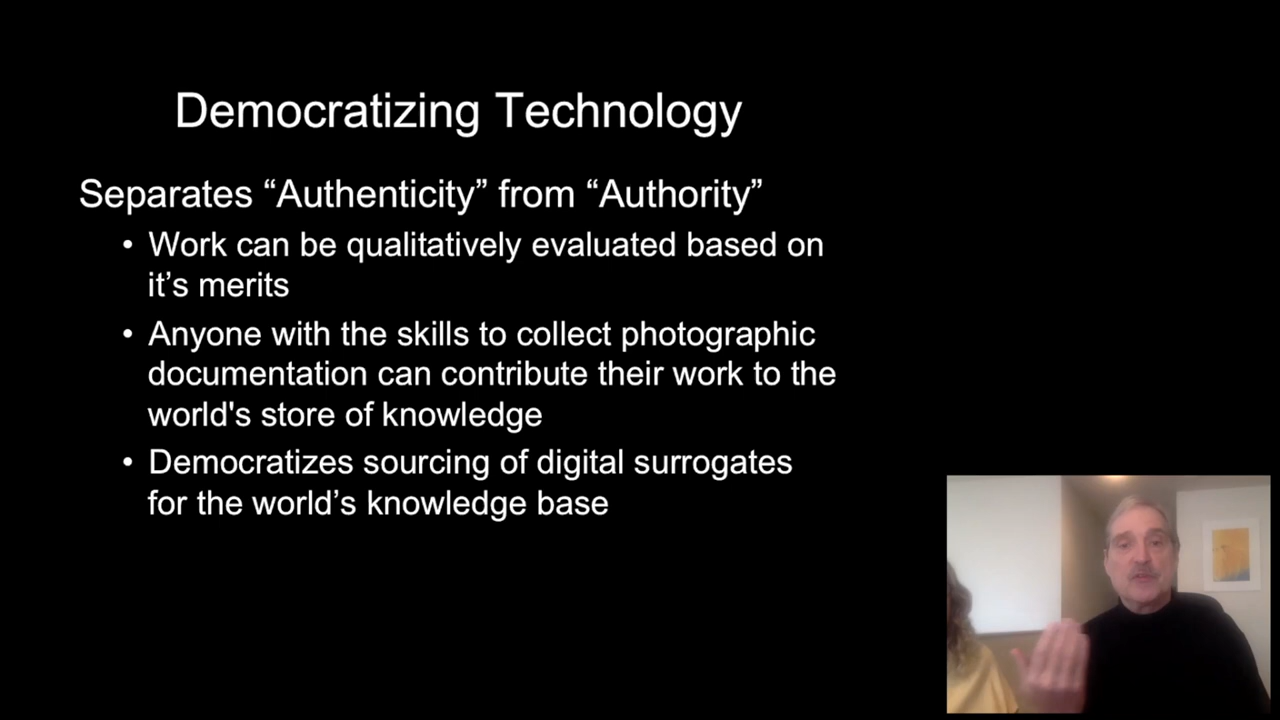 Democratizing Technology
Separates “Authenticity” from “Authority”
• Work can be qualitatively evaluated based on
it’s merits
• Anyone with the skills to collect photographic
documentation can contribute their work to the
world's store of knowledge
• Democratizes sourcing of digital surrogates
for the world’s knowledge base